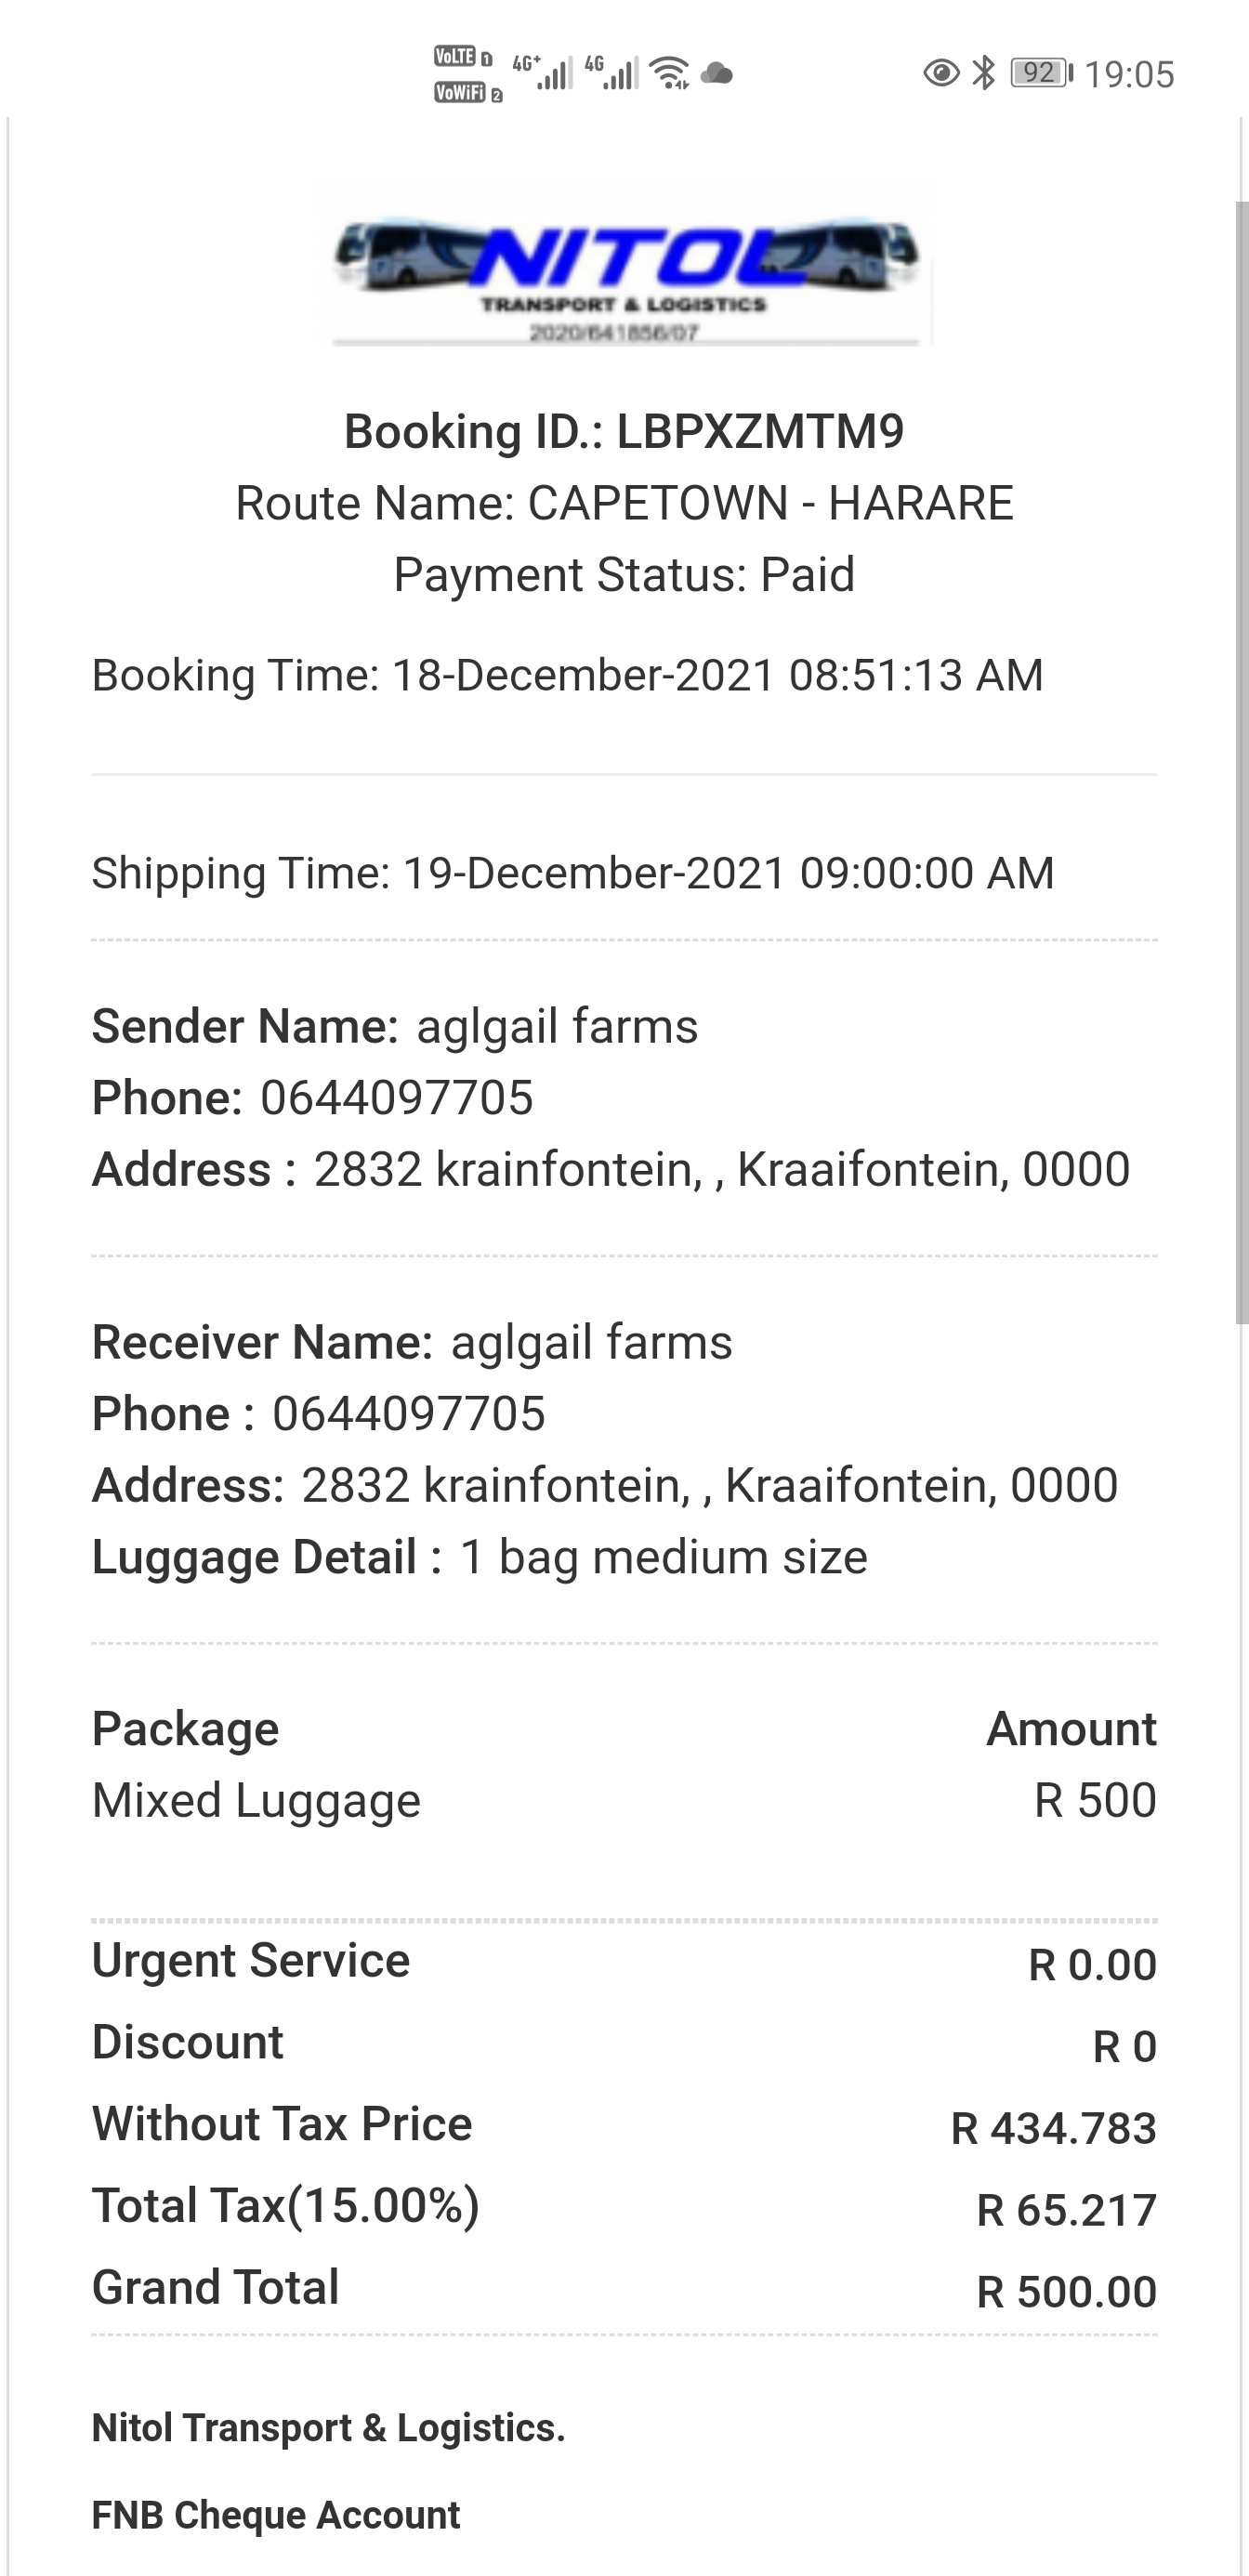 VoLTE 1 4G+ 4G 92 19:05
VoWiFi 2
NITOL
TRANSPORT & LOGISTICS
2020/641856/07
Booking ID.: LBPXZMTM9
Route Name: CAPETOWN - HARARE
Payment Status: Paid
Booking Time: 18-December-2021 08:51:13 AM
Shipping Time: 19-December-2021 09:00:00 AM
Sender Name: aglgail farms
Phone: 0644097705
Address : 2832 krainfontein, , Kraaifontein, 0000
Receiver Name: aglgail farms
Phone : 0644097705
Address: 2832 krainfontein, , Kraaifontein, 0000
Luggage Detail : 1 bag medium size
Package Amount
Mixed Luggage R 500
Urgent Service R 0.00
Discount R 0
Without Tax Price R 434.783
Total Tax(15.00%) R 65.217
Grand Total R 500.00
Nitol Transport & Logistics.
FNB Cheque Account